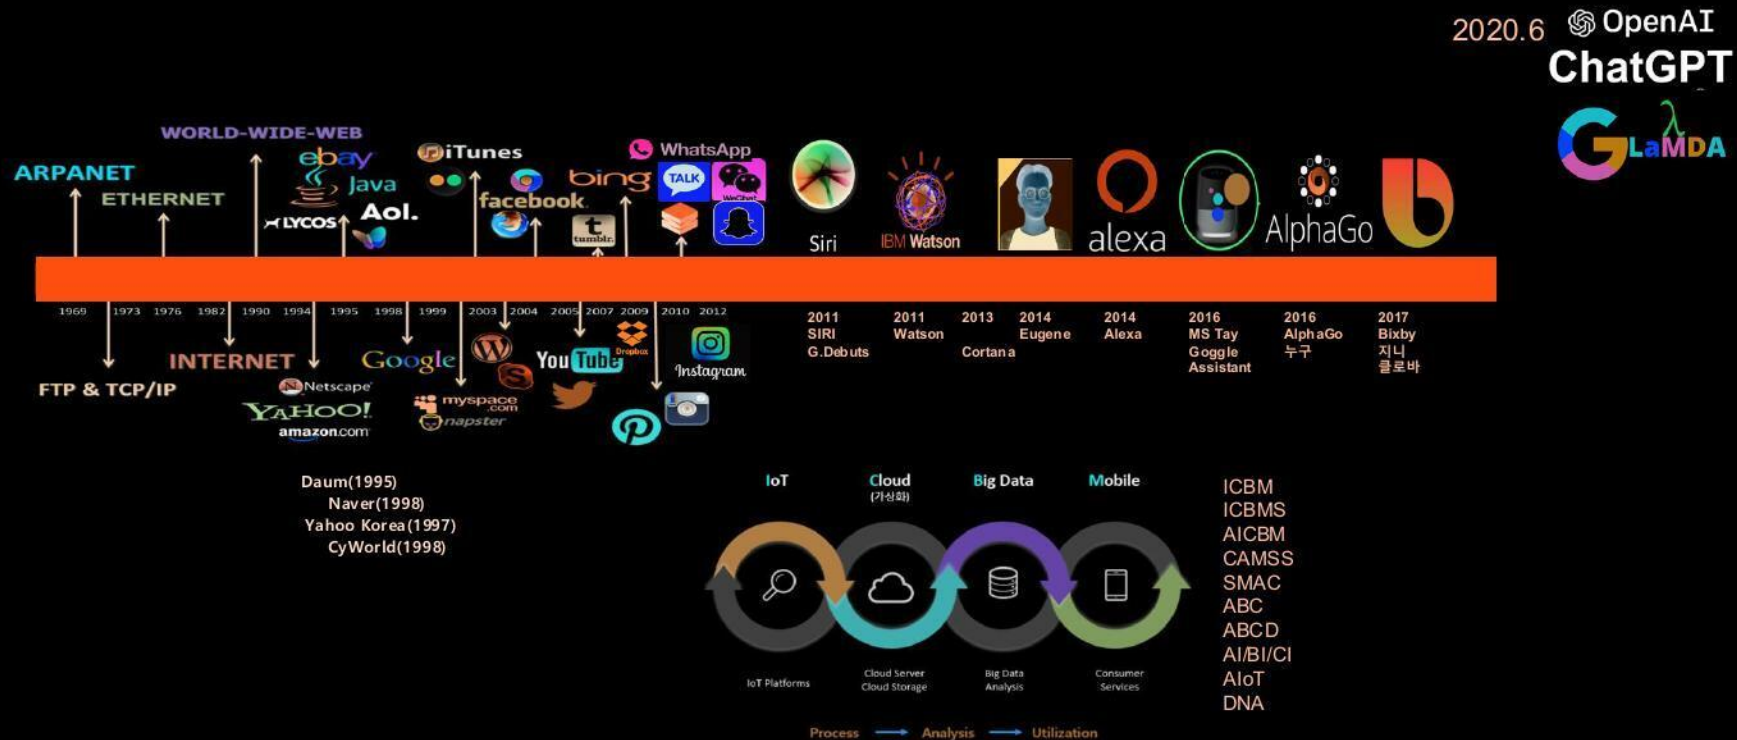 2020.6 OpenAI
ChatGPT
LaMDA
WORLD-WIDE-WEB
ARPANET
ETHERNET
ebay
Java
LYCOS
Aol.
iTunes
facebook
bing
tumblr.
WhatsApp
TALK
WeChat
Siri
IBM Watson
alexa
AlphaGo
1969 1973 1976 1982 1990 1994 1995 1998 1999 2003 2004 2005 2007 2009 2010 2012
FTP & TCP/IP
INTERNET
Netscape
YAHOO!
amazon.com
Google
myspace.com
napster
YouTube
Dropbox
Instagram
2011
SIRI
G.Debuts
2011
Watson
2013
Cortana
2014
Eugene
2014
Alexa
2016
MS Tay
Goggle
Assistant
2016
AlphaGo
누구
2017
Bixby
지니
클로바
Daum(1995)
Naver(1998)
Yahoo Korea(1997)
CyWorld(1998)
IoT
Cloud
(가상화)
Big Data
Mobile
IoT Platforms
Cloud Server
Cloud Storage
Big Data
Analysis
Consumer
Services
Process Analysis Utilization
ICBM
ICBMS
AICBM
CAMSS
SMAC
ABC
ABCD
AI/BI/CI
AIoT
DNA